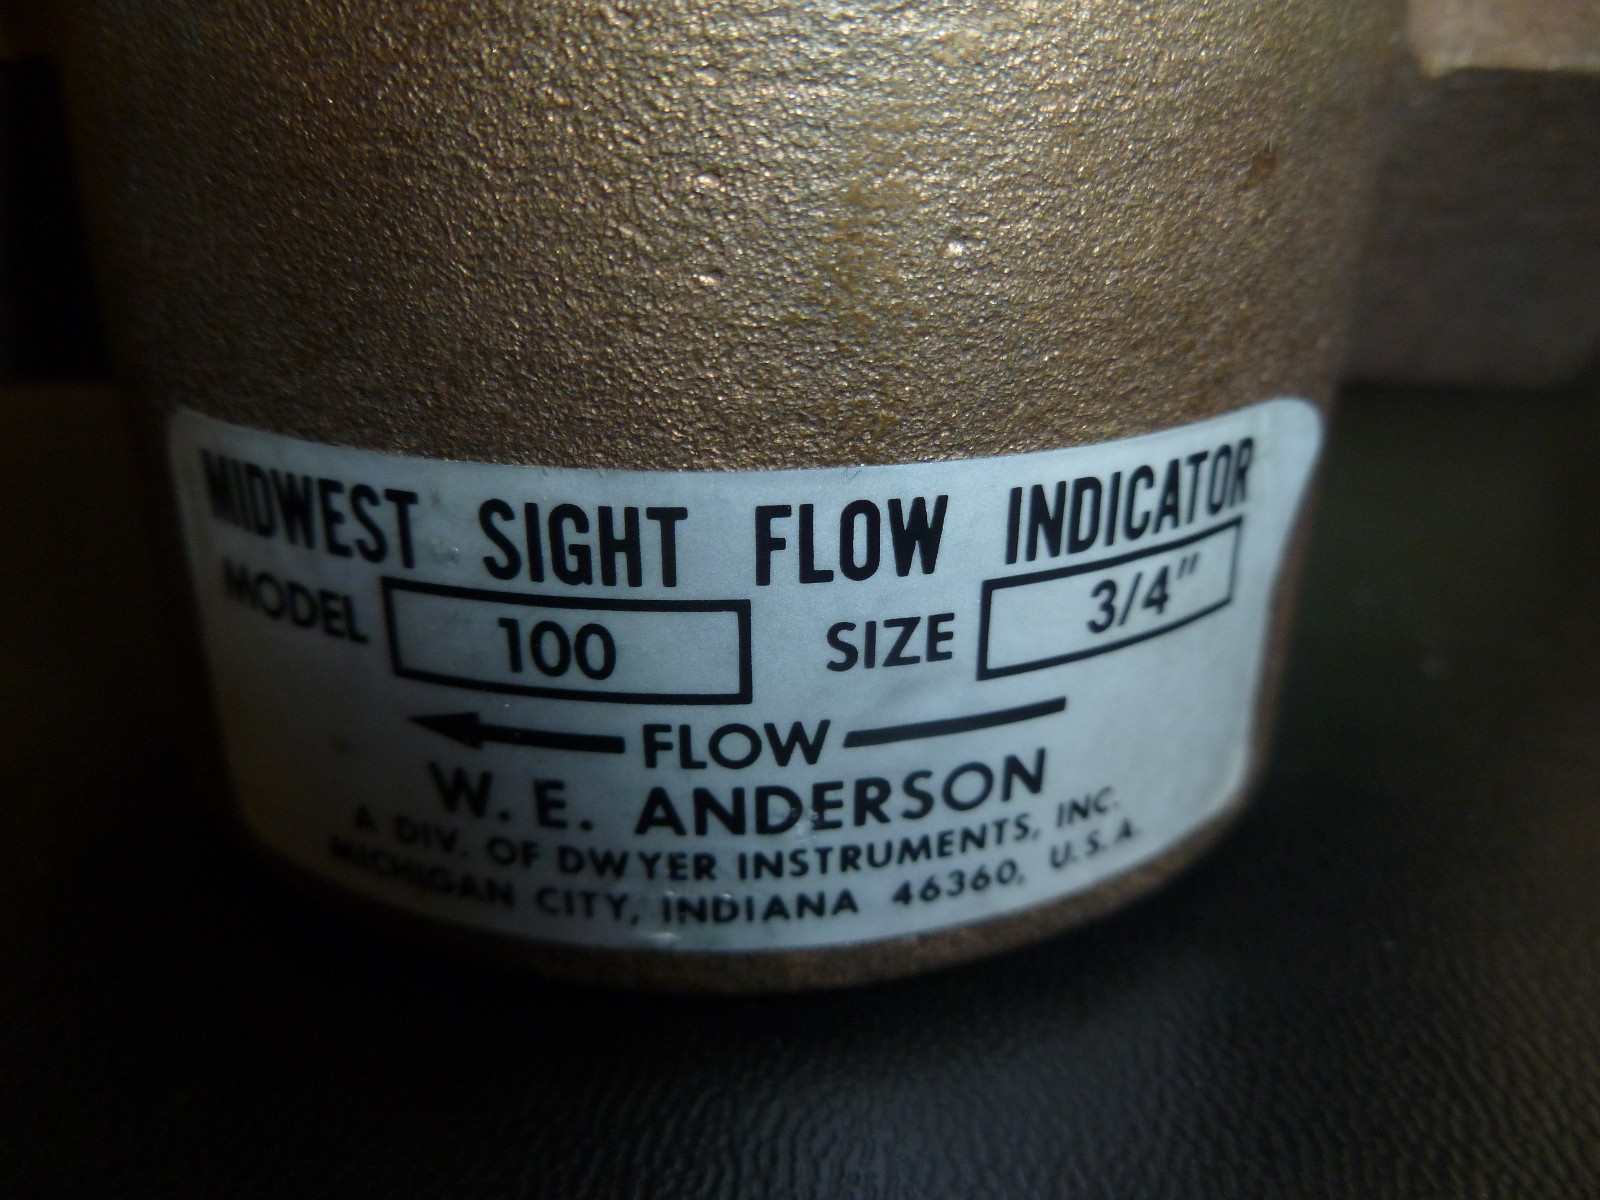 MIDWEST SIGHT FLOW INDICATOR
MODEL 100 SIZE 3/4"
FLOW
W. E. ANDERSON
A DIV. OF DWYER INSTRUMENTS, INC.
MICHIGAN CITY, INDIANA 46360, U.S.A.